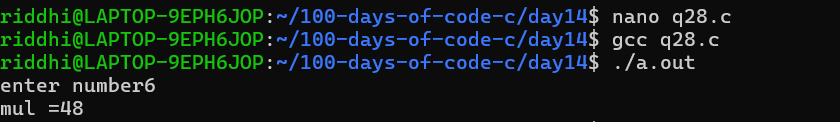 riddhi@LAPTOP-9EPH6JOP:~/100-days-of-code-c/day14$ nano q28.c
riddhi@LAPTOP-9EPH6JOP:~/100-days-of-code-c/day14$ gcc q28.c
riddhi@LAPTOP-9EPH6JOP:~/100-days-of-code-c/day14$ ./a.out
enter number6
mul =48